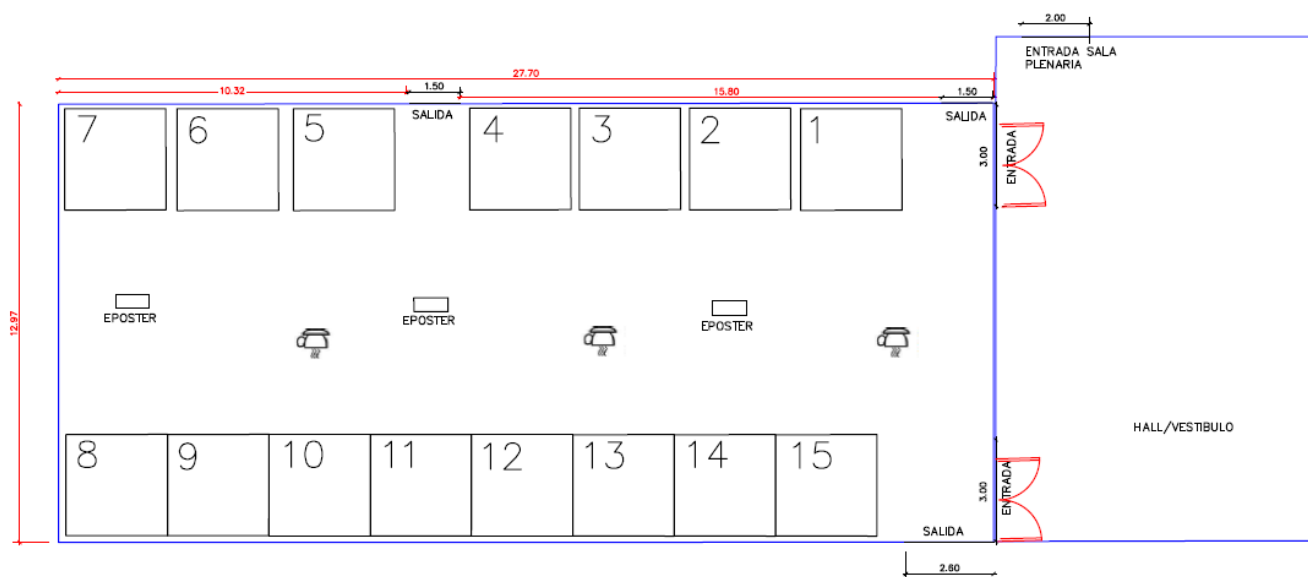 2.00
ENTRADA SALA
PLENARIA
27.70
10.32
1.50
15.80
1.50
SALIDA
SALIDA
7
6
5
4
3
2
1
3.00
ENTRADA
12.97
EPOSTER
EPOSTER
EPOSTER
HALL/VESTIBULO
8
9
10
11
12
13
14
15
3.00
ENTRADA
SALIDA
2.60